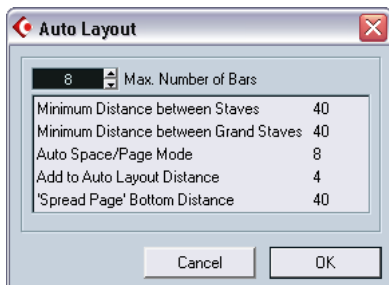 Auto Layout
8 Max. Number of Bars
Minimum Distance between Staves 40
Minimum Distance between Grand Staves 40
Auto Space/Page Mode 8
Add to Auto Layout Distance 4
'Spread Page' Bottom Distance 40
Cancel OK